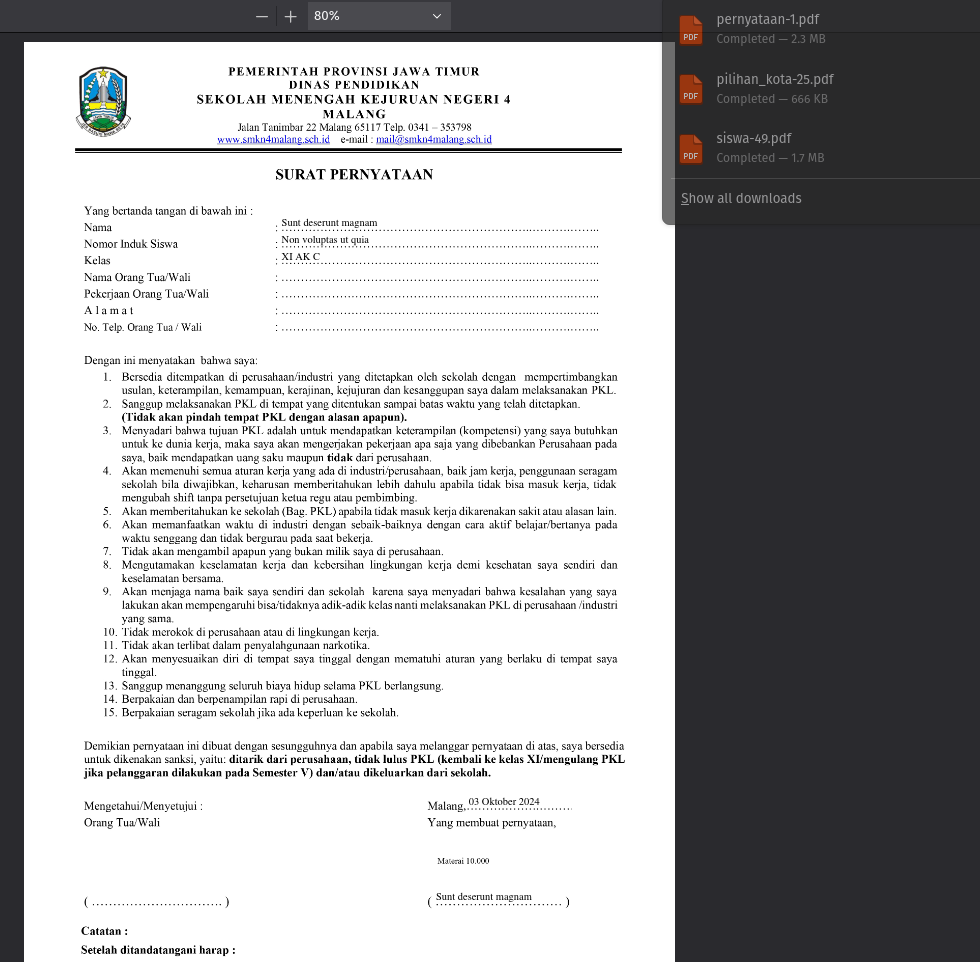 80%
pernyataan-1.pdf
Completed — 2.3 MB
pilihan_kota-25.pdf
Completed — 666 KB
siswa-49.pdf
Completed — 1.7 MB
Show all downloads
PEMERINTAH PROVINSI JAWA TIMUR
DINAS PENDIDIKAN
SEKOLAH MENENGAH KEJURUAN NEGERI 4
MALANG
Jalan Tanimbar 22 Malang 65117 Telp. 0341 – 353798
www.smkn4malang.sch.id e-mail : mail@smkn4malang.sch.id
SURAT PERNYATAAN
Yang bertanda tangan di bawah ini :
Nama : Sunt deserunt magnam
Nomor Induk Siswa : Non voluptas ut quia
Kelas : XI AK C
Nama Orang Tua/Wali : ……………………………………………………………………..
Pekerjaan Orang Tua/Wali : ……………………………………………………………………..
A l a m a t : ……………………………………………………………………..
No. Telp. Orang Tua / Wali : ……………………………………………………………………..
Dengan ini menyatakan bahwa saya:
1. Bersedia ditempatkan di perusahaan/industri yang ditetapkan oleh sekolah dengan mempertimbangkan
usulan, keterampilan, kemampuan, kerajinan, kejujuran dan kesanggupan saya dalam melaksanakan PKL.
2. Sanggup melaksanakan PKL di tempat yang ditentukan sampai batas waktu yang telah ditetapkan.
(Tidak akan pindah tempat PKL dengan alasan apapun).
3. Menyadari bahwa tujuan PKL adalah untuk mendapatkan keterampilan (kompetensi) yang saya butuhkan
untuk ke dunia kerja, maka saya akan mengerjakan pekerjaan apa saja yang dibebankan Perusahaan pada
saya, baik mendapatkan uang saku maupun tidak dari perusahaan.
4. Akan memenuhi semua aturan kerja yang ada di industri/perusahaan, baik jam kerja, penggunaan seragam
sekolah bila diwajibkan, keharusan memberitahukan lebih dahulu apabila tidak bisa masuk kerja, tidak
mengubah shift tanpa persetujuan ketua regu atau pembimbing.
5. Akan memberitahukan ke sekolah (Bag. PKL) apabila tidak masuk kerja dikarenakan sakit atau alasan lain.
6. Akan memanfaatkan waktu di industri dengan sebaik-baiknya dengan cara aktif belajar/bertanya pada
waktu senggang dan tidak bergurau pada saat bekerja.
7. Tidak akan mengambil apapun yang bukan milik saya di perusahaan.
8. Mengutamakan keselamatan kerja dan kebersihan lingkungan kerja demi kesehatan saya sendiri dan
keselamatan bersama.
9. Akan menjaga nama baik saya sendiri dan sekolah karena saya menyadari bahwa kesalahan yang saya
lakukan akan mempengaruhi bisa/tidaknya adik-adik kelas nanti melaksanakan PKL di perusahaan /industri
yang sama.
10. Tidak merokok di perusahaan atau di lingkungan kerja.
11. Tidak akan terlibat dalam penyalahgunaan narkotika.
12. Akan menyesuaikan diri di tempat saya tinggal dengan mematuhi aturan yang berlaku di tempat saya
tinggal.
13. Sanggup menanggung seluruh biaya hidup selama PKL berlangsung.
14. Berpakaian dan berpenampilan rapi di perusahaan.
15. Berpakaian seragam sekolah jika ada keperluan ke sekolah.
Demikian pernyataan ini dibuat dengan sesungguhnya dan apabila saya melanggar pernyataan di atas, saya bersedia
untuk dikenakan sanksi, yaitu: ditarik dari perusahaan, tidak lulus PKL (kembali ke kelas XI/mengulang PKL
jika pelanggaran dilakukan pada Semester V) dan/atau dikeluarkan dari sekolah.
Mengetahui/Menyetujui : Malang, 03 Oktober 2024
Orang Tua/Wali Yang membuat pernyataan,
Materai 10.000
( …………………………. ) ( Sunt deserunt magnam )
Catatan :
Setelah ditandatangani harap :